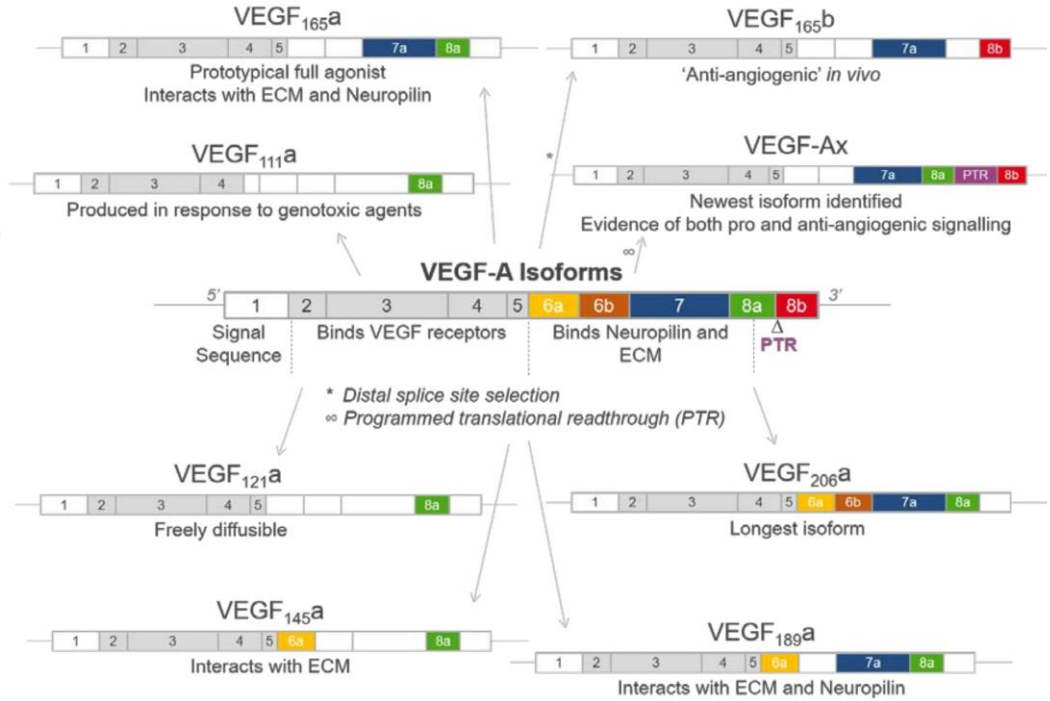 VEGF165a
1 2 3 4 5 7a 8a
Prototypical full agonist
Interacts with ECM and Neuropilin
VEGF165b
1 2 3 4 5 7a 8b
'Anti-angiogenic' in vivo
VEGF111a
1 2 3 4 8a
Produced in response to genotoxic agents
VEGF-Ax
1 2 3 4 5 7a 8a PTR 8b
Newest isoform identified
Evidence of both pro and anti-angiogenic signalling
*
∞
VEGF-A Isoforms
5' 1 2 3 4 5 6a 6b 7 8a 8b 3'
Signal
Sequence
Binds VEGF receptors
Binds Neuropilin and
ECM
Δ
PTR
* Distal splice site selection
∞ Programmed translational readthrough (PTR)
VEGF121a
1 2 3 4 5 8a
Freely diffusible
VEGF206a
1 2 3 4 5 6a 6b 7a 8a
Longest isoform
VEGF145a
1 2 3 4 5 6a 8a
Interacts with ECM
VEGF189a
1 2 3 4 5 6a 7a 8a
Interacts with ECM and Neuropilin